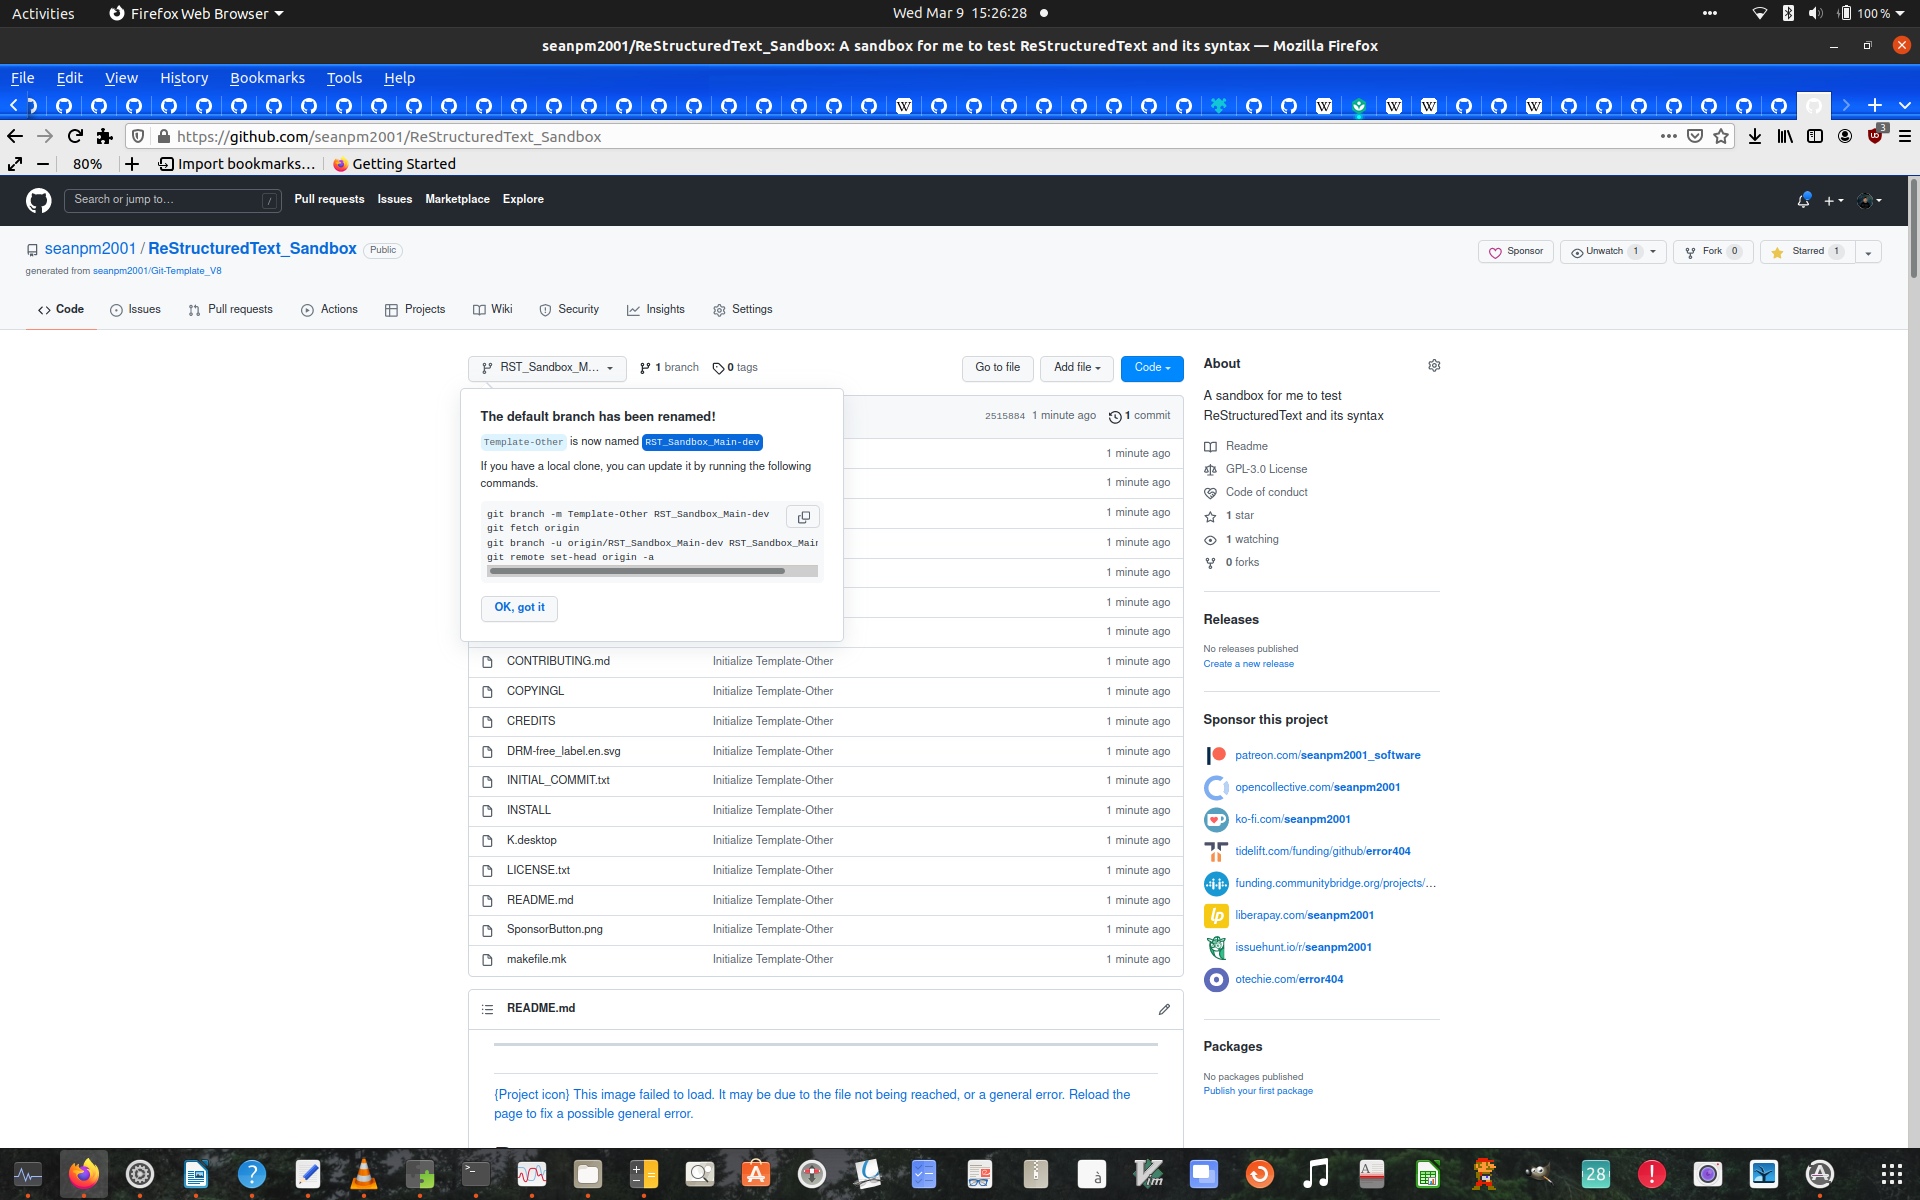 Activities
Firefox Web Browser
Wed Mar 9 15:26:28
100 %
seanpm2001/ReStructuredText_Sandbox: A sandbox for me to test ReStructuredText and its syntax — Mozilla Firefox
File Edit View History Bookmarks Tools Help
https://github.com/seanpm2001/ReStructuredText_Sandbox
3
80%
Import bookmarks...
Getting Started
Search or jump to...
/
Pull requests Issues Marketplace Explore
seanpm2001 / ReStructuredText_Sandbox Public
generated from seanpm2001/Git-Template_V8
Sponsor
Unwatch 1
Fork 0
Starred 1
Code Issues Pull requests Actions Projects Wiki Security Insights Settings
RST_Sandbox_M...
1 branch
0 tags
Go to file
Add file
Code
The default branch has been renamed!
Template-Other is now named RST_Sandbox_Main-dev
If you have a local clone, you can update it by running the following
commands.
git branch -m Template-Other RST_Sandbox_Main-dev
git fetch origin
git branch -u origin/RST_Sandbox_Main-dev RST_Sandbox_Main
git remote set-head origin -a
OK, got it
2515884 1 minute ago 1 commit
1 minute ago
1 minute ago
1 minute ago
1 minute ago
1 minute ago
1 minute ago
1 minute ago
CONTRIBUTING.md Initialize Template-Other 1 minute ago
COPYINGL Initialize Template-Other 1 minute ago
CREDITS Initialize Template-Other 1 minute ago
DRM-free_label.en.svg Initialize Template-Other 1 minute ago
INITIAL_COMMIT.txt Initialize Template-Other 1 minute ago
INSTALL Initialize Template-Other 1 minute ago
K.desktop Initialize Template-Other 1 minute ago
LICENSE.txt Initialize Template-Other 1 minute ago
README.md Initialize Template-Other 1 minute ago
SponsorButton.png Initialize Template-Other 1 minute ago
makefile.mk Initialize Template-Other 1 minute ago
README.md
{Project icon} This image failed to load. It may be due to the file not being reached, or a general error. Reload the
page to fix a possible general error.
About
A sandbox for me to test
ReStructuredText and its syntax
Readme
GPL-3.0 License
Code of conduct
1 star
1 watching
0 forks
Releases
No releases published
Create a new release
Sponsor this project
patreon.com/seanpm2001_software
opencollective.com/seanpm2001
ko-fi.com/seanpm2001
tidelift.com/funding/github/error404
funding.communitybridge.org/projects/...
liberapay.com/seanpm2001
issuehunt.io/r/seanpm2001
otechie.com/error404
Packages
No packages published
Publish your first package
28